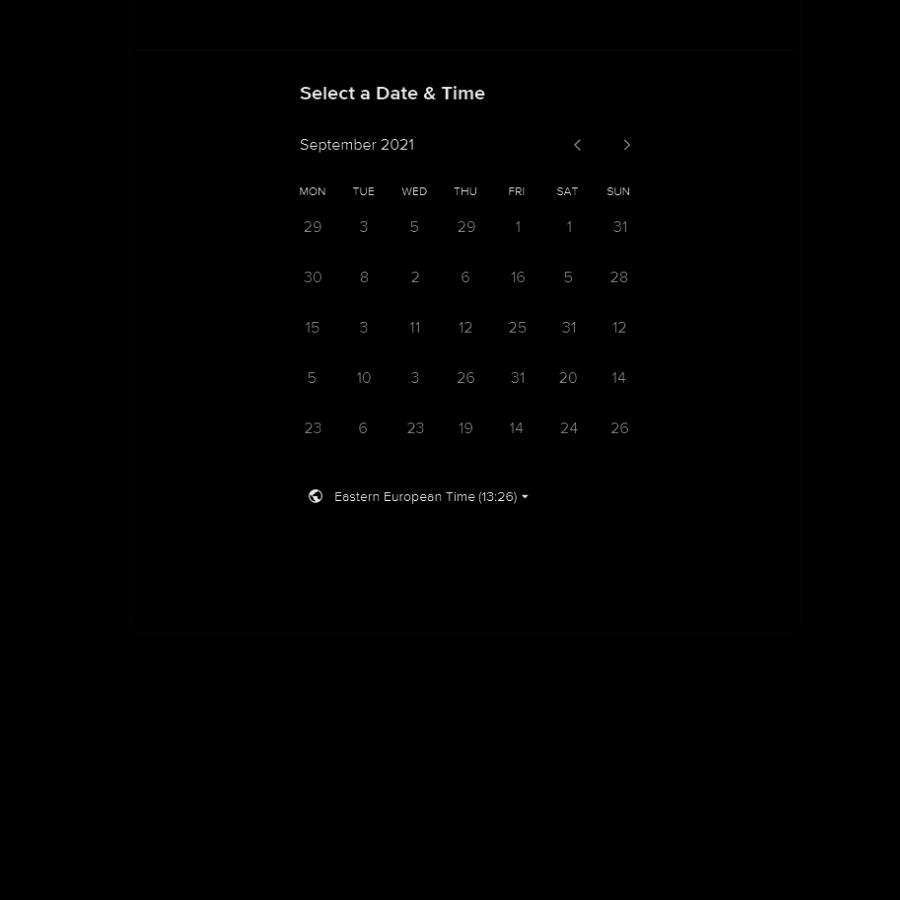 Select a Date & Time
September 2021
MON TUE WED THU FRI SAT SUN
29 3 5 29 1 1 31
30 8 2 6 16 5 28
15 3 11 12 25 31 12
5 10 3 26 31 20 14
23 6 23 19 14 24 26
Eastern European Time (13:26)